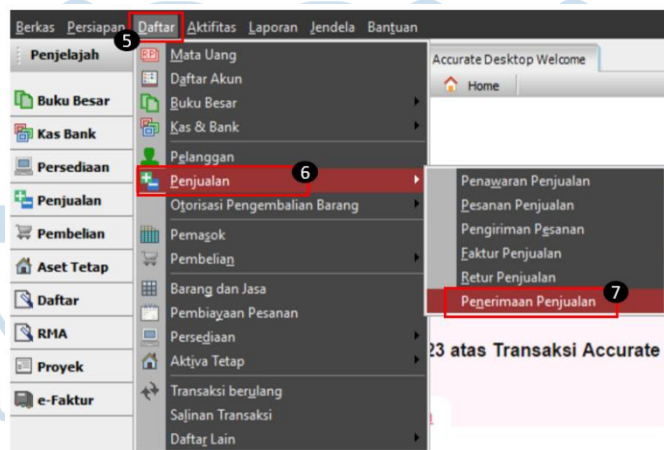 Berkas Persiapan Daftar Aktifitas Laporan Jendela Bantuan
5
Penjelajah
Buku Besar
Kas Bank
Persediaan
Penjualan
Pembelian
Aset Tetap
Daftar
RMA
Proyek
e-Faktur
Mata Uang
Daftar Akun
Buku Besar
Kas & Bank
Pelanggan
6
Penjualan
Otorisasi Pengembalian Barang
Pemasok
Pembelian
Barang dan Jasa
Pembiayaan Pesanan
Persediaan
Aktiva Tetap
Transaksi berulang
Salinan Transaksi
Daftar Lain
Accurate Desktop Welcome
Home
Penawaran Penjualan
Pesanan Penjualan
Pengiriman Pesanan
Faktur Penjualan
Retur Penjualan
Penerimaan Penjualan
7
23 atas Transaksi Accurate